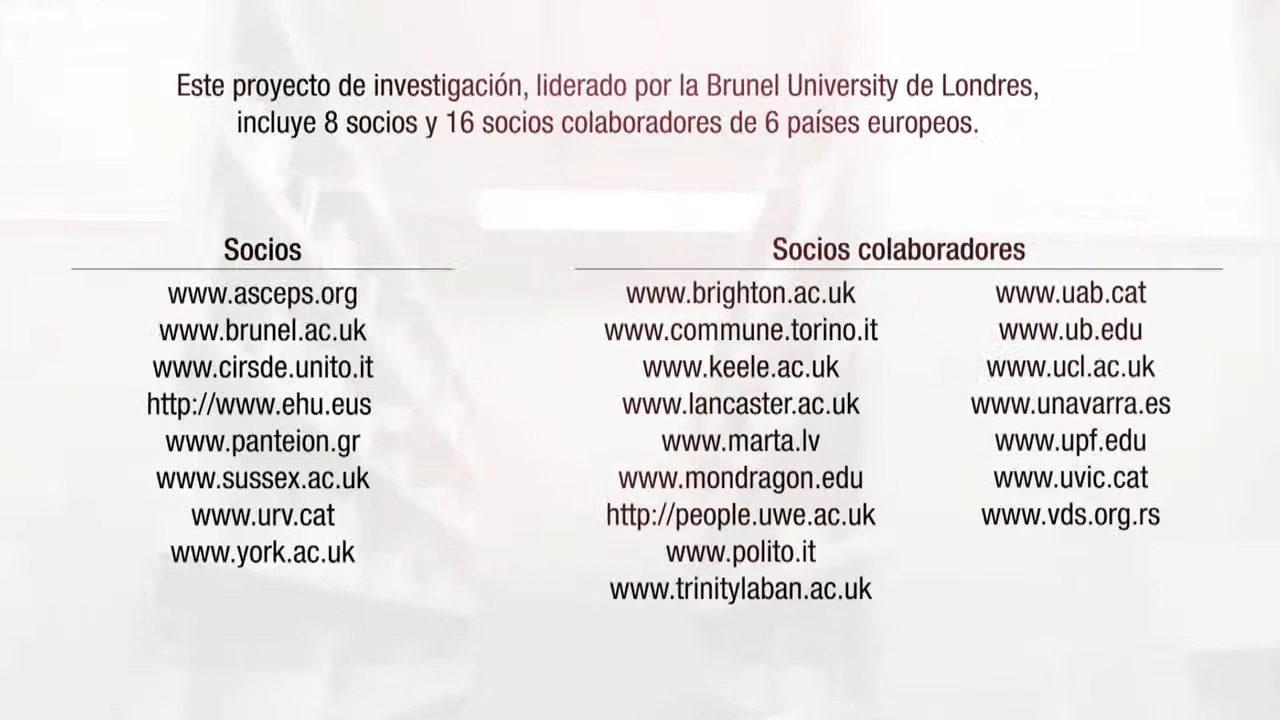 Este proyecto de investigación, liderado por la Brunel University de Londres,
incluye 8 socios y 16 socios colaboradores de 6 países europeos.
Socios
www.asceps.org
www.brunel.ac.uk
www.cirsde.unito.it
http://www.ehu.eus
www.panteion.gr
www.sussex.ac.uk
www.urv.cat
www.york.ac.uk
Socios colaboradores
www.brighton.ac.uk
www.commune.torino.it
www.keele.ac.uk
www.lancaster.ac.uk
www.marta.lv
www.mondragon.edu
http://people.uwe.ac.uk
www.polito.it
www.trinitylaban.ac.uk
www.uab.cat
www.ub.edu
www.ucl.ac.uk
www.unavarra.es
www.upf.edu
www.uvic.cat
www.vds.org.rs